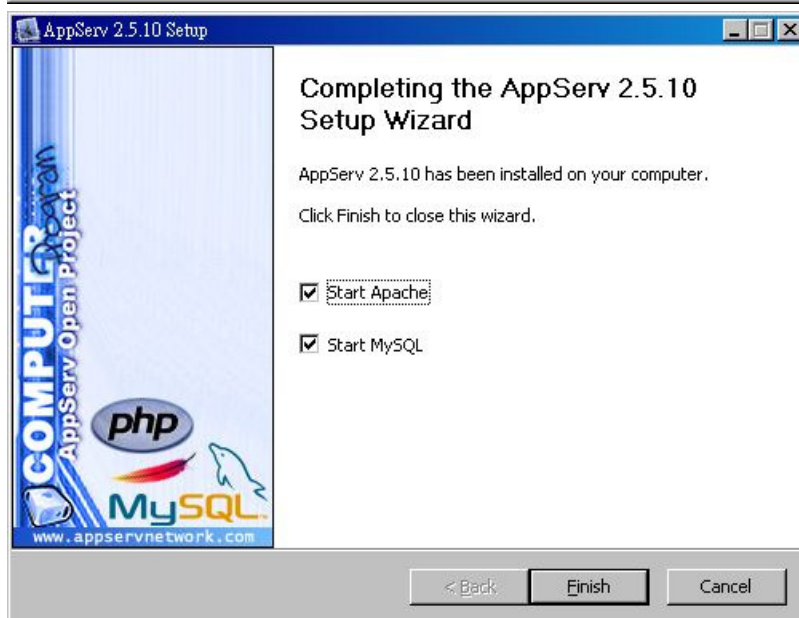 AppServ 2.5.10 Setup
Completing the AppServ 2.5.10
Setup Wizard
AppServ 2.5.10 has been installed on your computer.
Click Finish to close this wizard.
Start Apache
Start MySQL
COMPUTER
Program
AppServ Open Project
php
MySQL
www.appservnetwork.com
< Back
Finish
Cancel